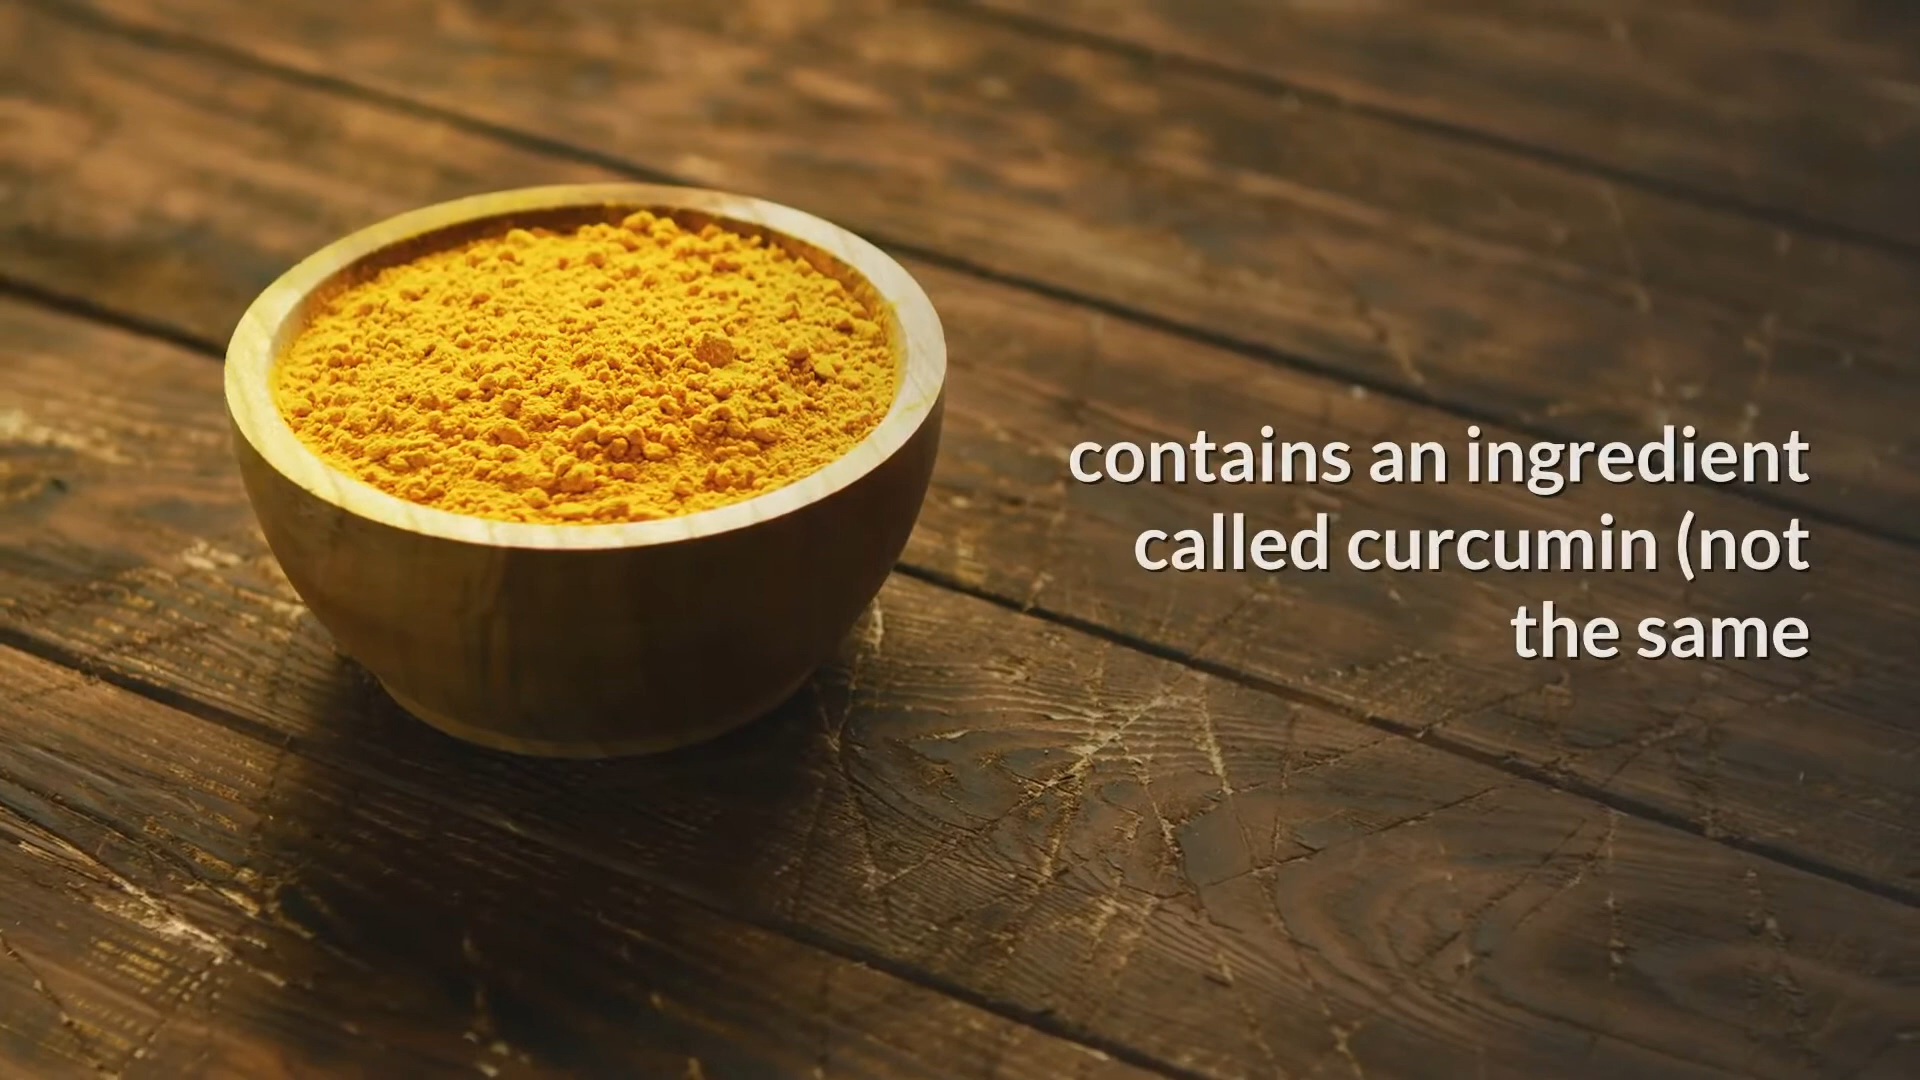 contains an ingredient
called curcumin (not
the same